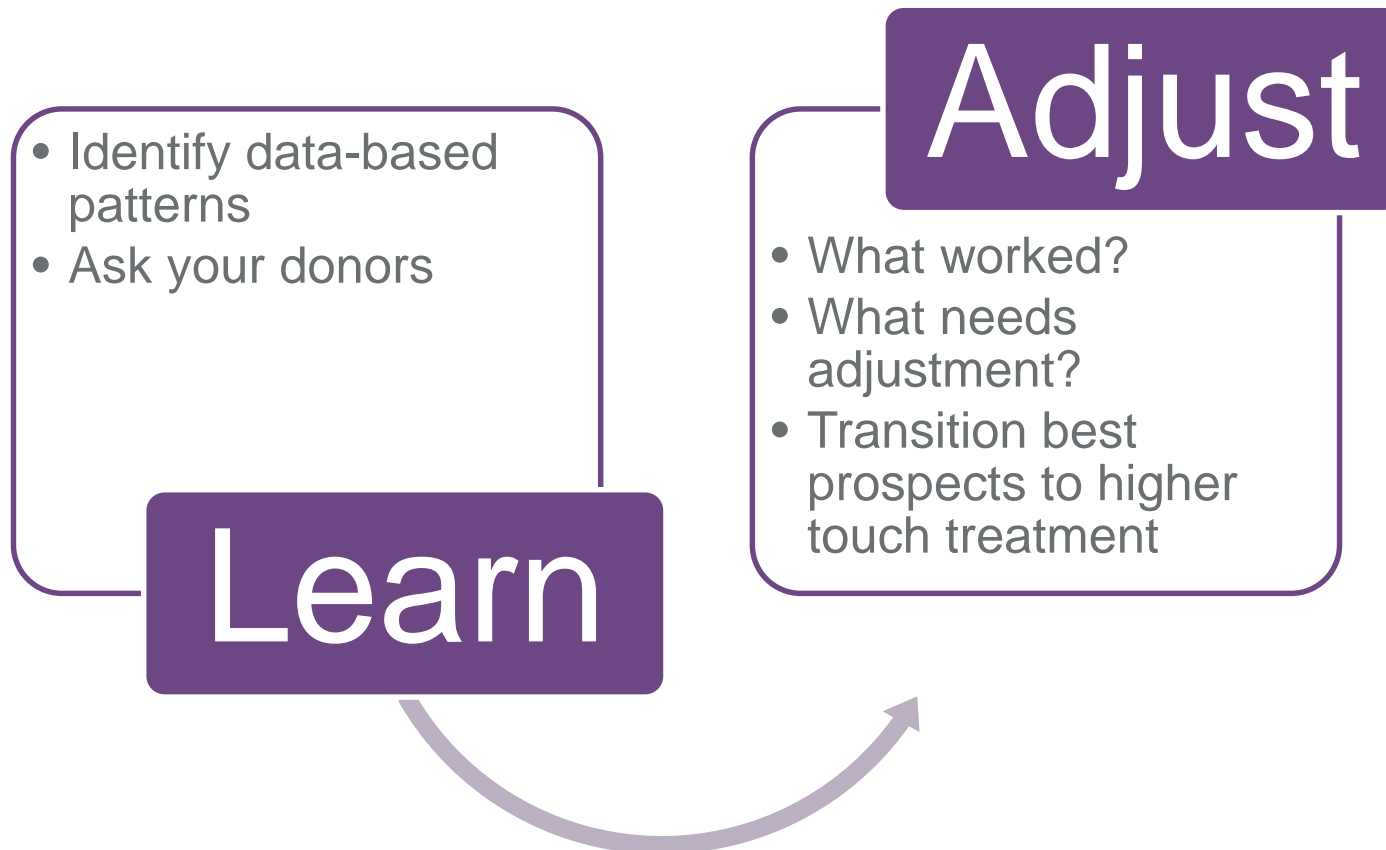 • Identify data-based
patterns
• Ask your donors
Learn
Adjust
• What worked?
• What needs
adjustment?
• Transition best
prospects to higher
touch treatment